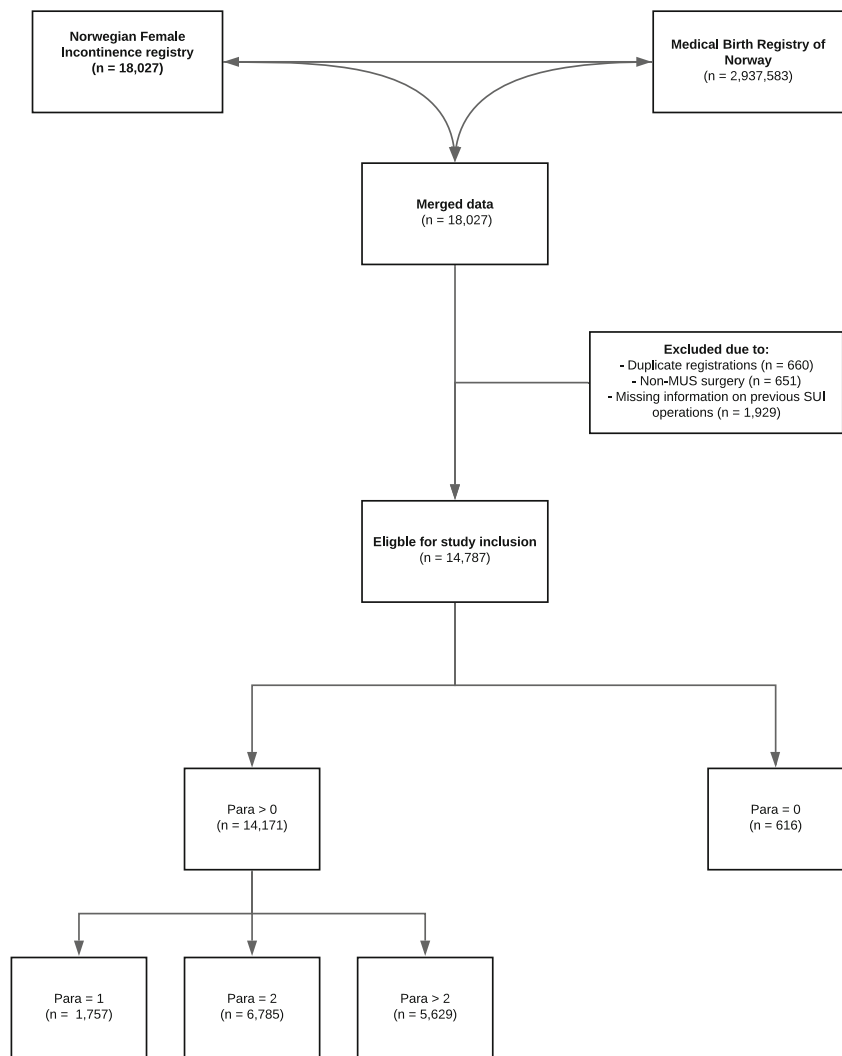 Norwegian Female
Incontinence registry
(n = 18,027)
Medical Birth Registry of
Norway
(n = 2,937,583)
Merged data
(n = 18,027)
Excluded due to:
- Duplicate registrations (n = 660)
- Non-MUS surgery (n = 651)
- Missing information on previous SUI
operations (n = 1,929)
Eligble for study inclusion
(n = 14,787)
Para > 0
(n = 14,171)
Para = 0
(n = 616)
Para = 1
(n = 1,757)
Para = 2
(n = 6,785)
Para > 2
(n = 5,629)